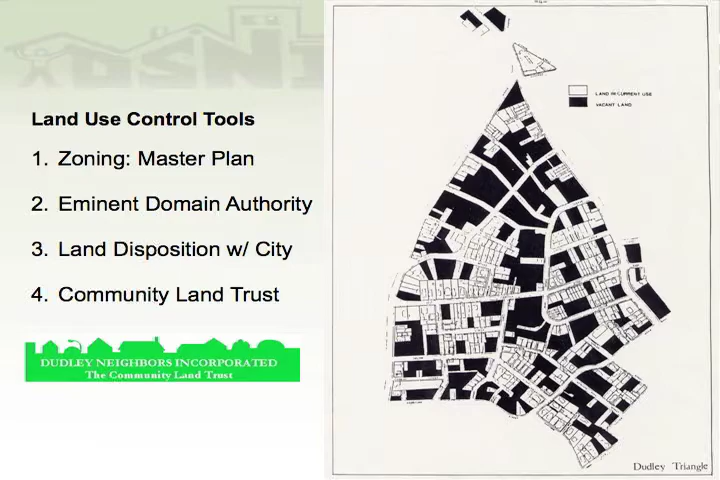 DSNI
Land Use Control Tools
1. Zoning: Master Plan
2. Eminent Domain Authority
3. Land Disposition w/ City
4. Community Land Trust
DUDLEY NEIGHBORS INCORPORATED
The Community Land Trust
LAND IN CURRENT USE
VACANT LAND
Dudley Triangle